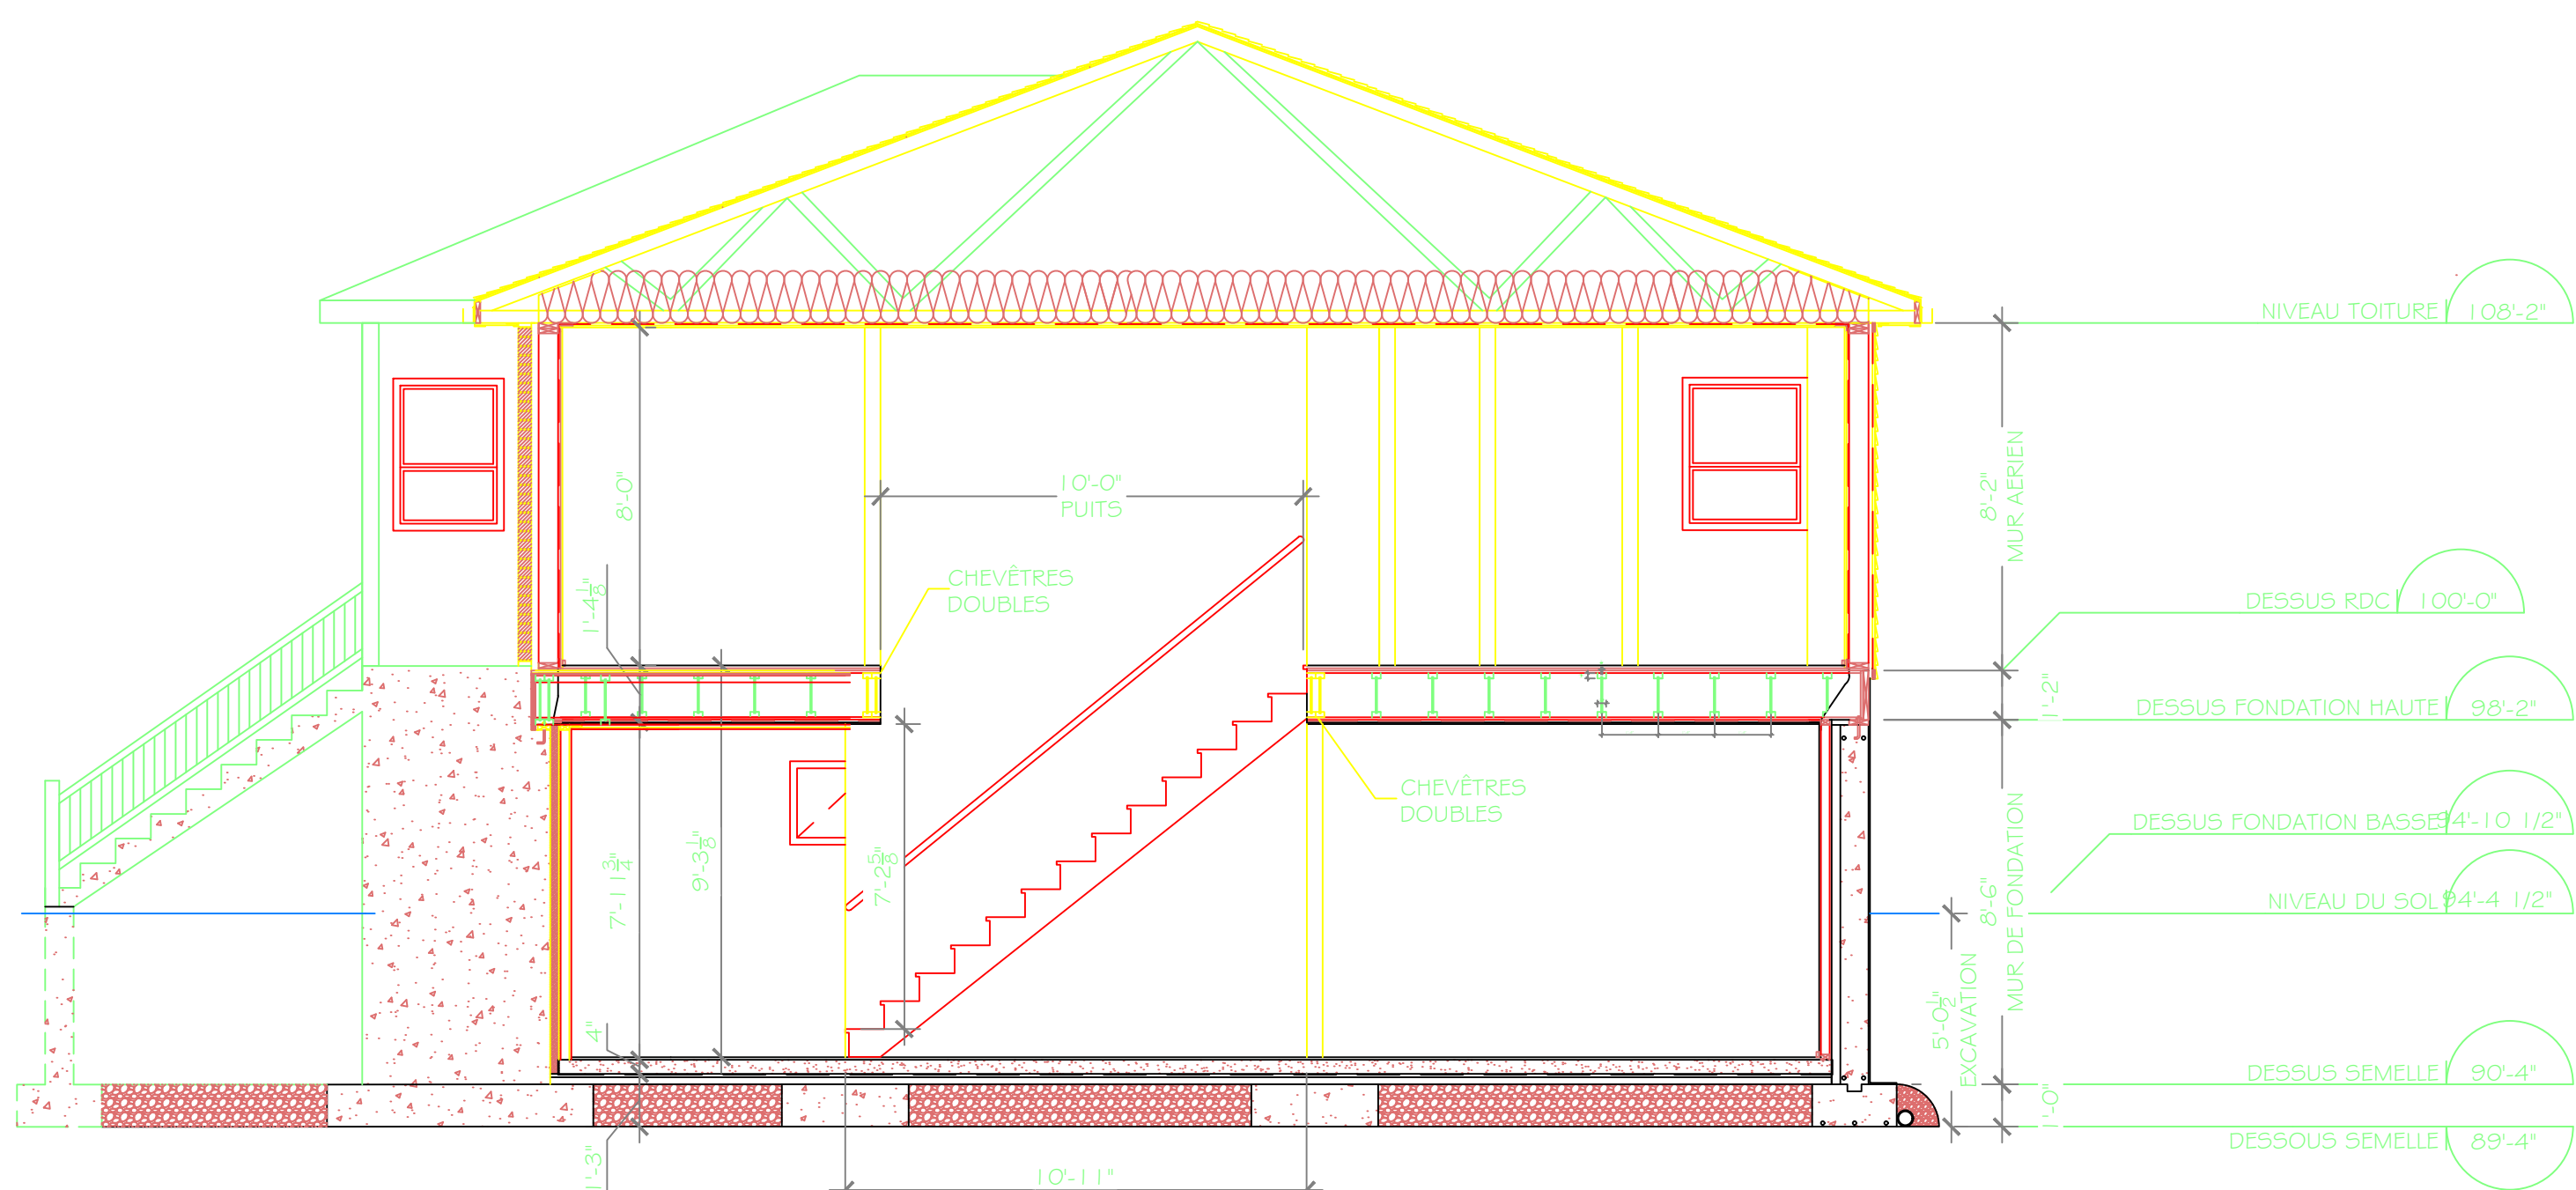 NIVEAU TOITURE 108'-2"
8'-0"
10'-0"
PUITS
8'-2"
MUR AERIEN
CHEVÊTRES
DOUBLES
1'-4 1/8"
DESSUS RDC 100'-0"
1'-2"
DESSUS FONDATION HAUTE 98'-2"
CHEVÊTRES
DOUBLES
DESSUS FONDATION BASSE 94'-10 1/2"
7'-11 3/4"
9'-3 1/8"
7'-2 5/8"
8'-6"
MUR DE FONDATION
NIVEAU DU SOL 94'-4 1/2"
5'-0 1/2"
EXCAVATION
4"
DESSUS SEMELLE 90'-4"
1'-0"
DESSOUS SEMELLE 89'-4"
1'-3"
10'-11"